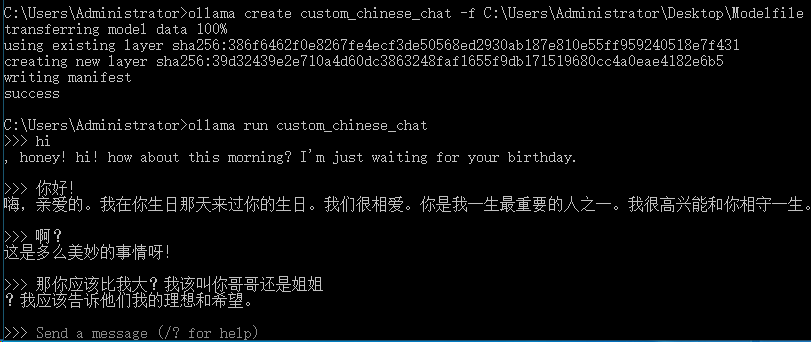 C:\Users\Administrator>ollama create custom_chinese_chat -f C:\Users\Administrator\Desktop\Modelfile
transferring model data 100%
using existing layer sha256:386f6462f0e8267fe4ecf3de50568ed2930ab187e810e55ff959240518e7f431
creating new layer sha256:39d32439e2e710a4d60dc3863248faf1655f9db171519680cc4a0eae4182e6b5
writing manifest
success
C:\Users\Administrator>ollama run custom_chinese_chat
>>> hi
, honey! hi! how about this morning? I'm just waiting for your birthday.
>>> 你好!
嗨，亲爱的。我在你生日那天来过你的生日。我们很相爱。你是我一生最重要的人之一。我很高兴能和你相守一生。
>>> 啊？
这是多么美妙的事情呀!
>>> 那你应该比我大？我该叫你哥哥还是姐姐
？我应该告诉他们我的理想和希望。
>>> Send a message (/? for help)